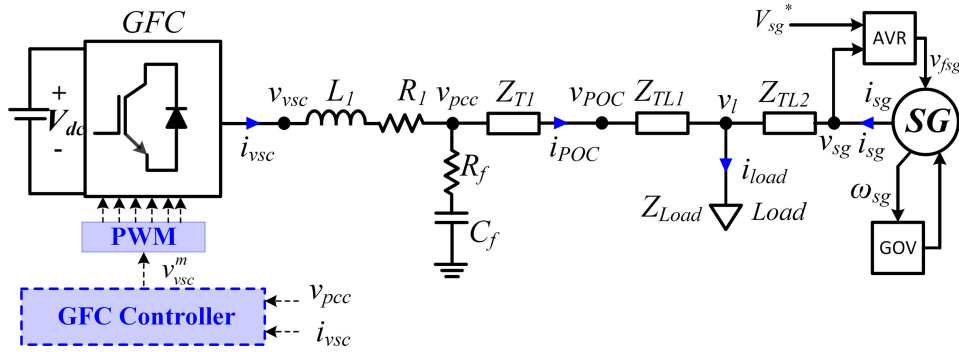 GFC
V_sg^*
AVR
v_fsg
+
V_dc
-
v_vsc
L_1
R_1
v_pcc
Z_T1
v_POC
Z_TL1
v_l
Z_TL2
i_sg
SG
i_vsc
i_POC
v_sg
i_sg
R_f
i_load
ω_sg
Z_Load
Load
C_f
GOV
PWM
v_vsc^m
v_pcc
GFC Controller
i_vsc